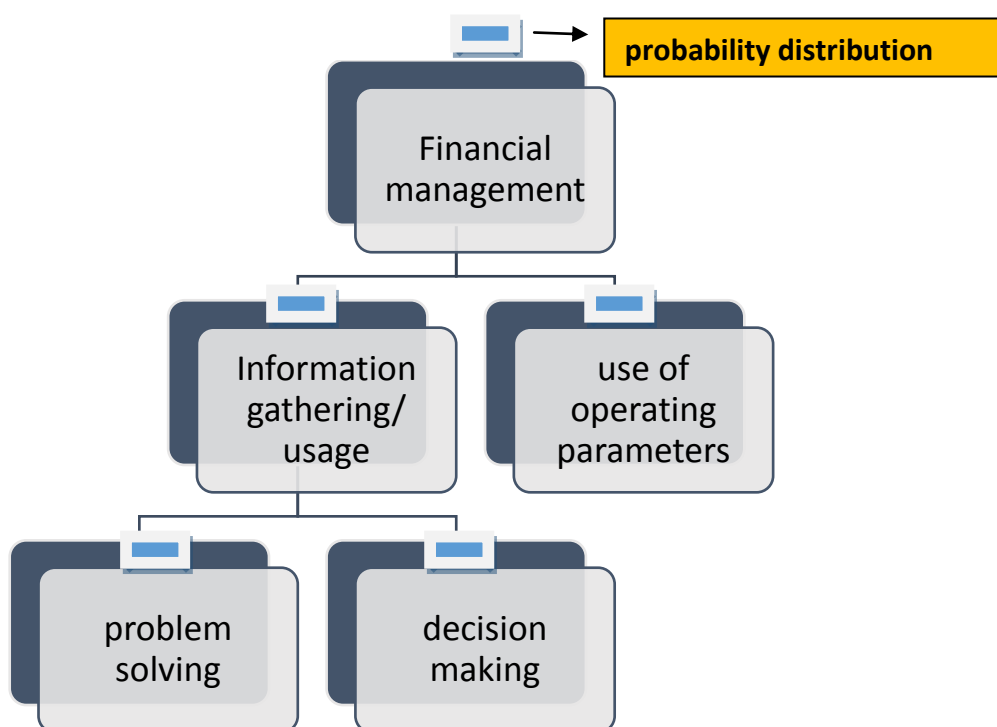 probability distribution
Financial
management
Information
gathering/
usage
use of
operating
parameters
problem
solving
decision
making